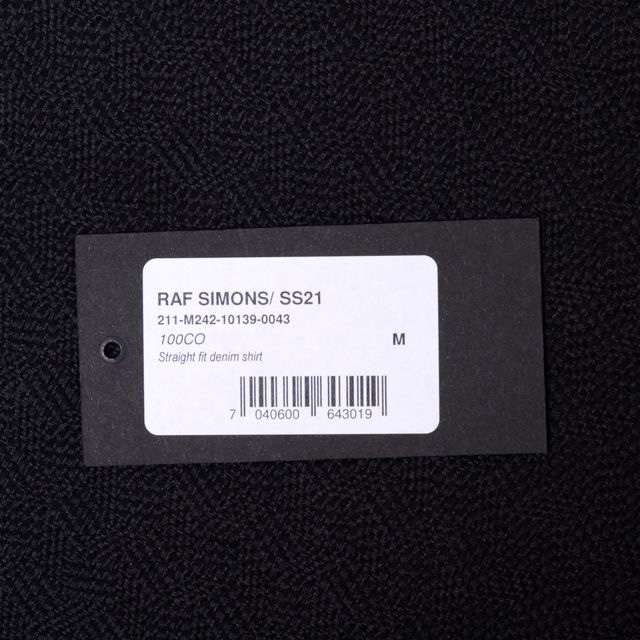 RAF SIMONS/ SS21
211-M242-10139-0043
100CO
M
Straight fit denim shirt
7 040600 643019